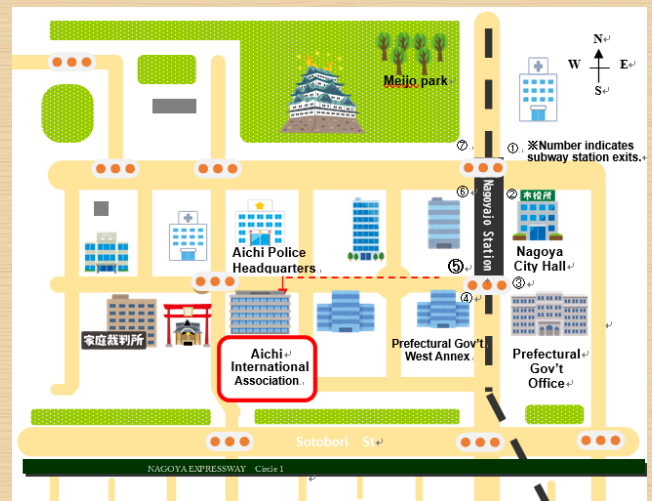 N
W E
S
Meijo park
⑦
① ※Number indicates
subway station exits.
⑥
②
市役所
Nagoyajo Station
Nagoya
City Hall
Aichi Police
Headquarters
⑤
③
④
家庭裁判所
Aichi
International
Association
Prefectural Gov't
West Annex
Prefectural
Gov't
Office
Sotobori St
NAGOYA EXPRESSWAY Circle 1